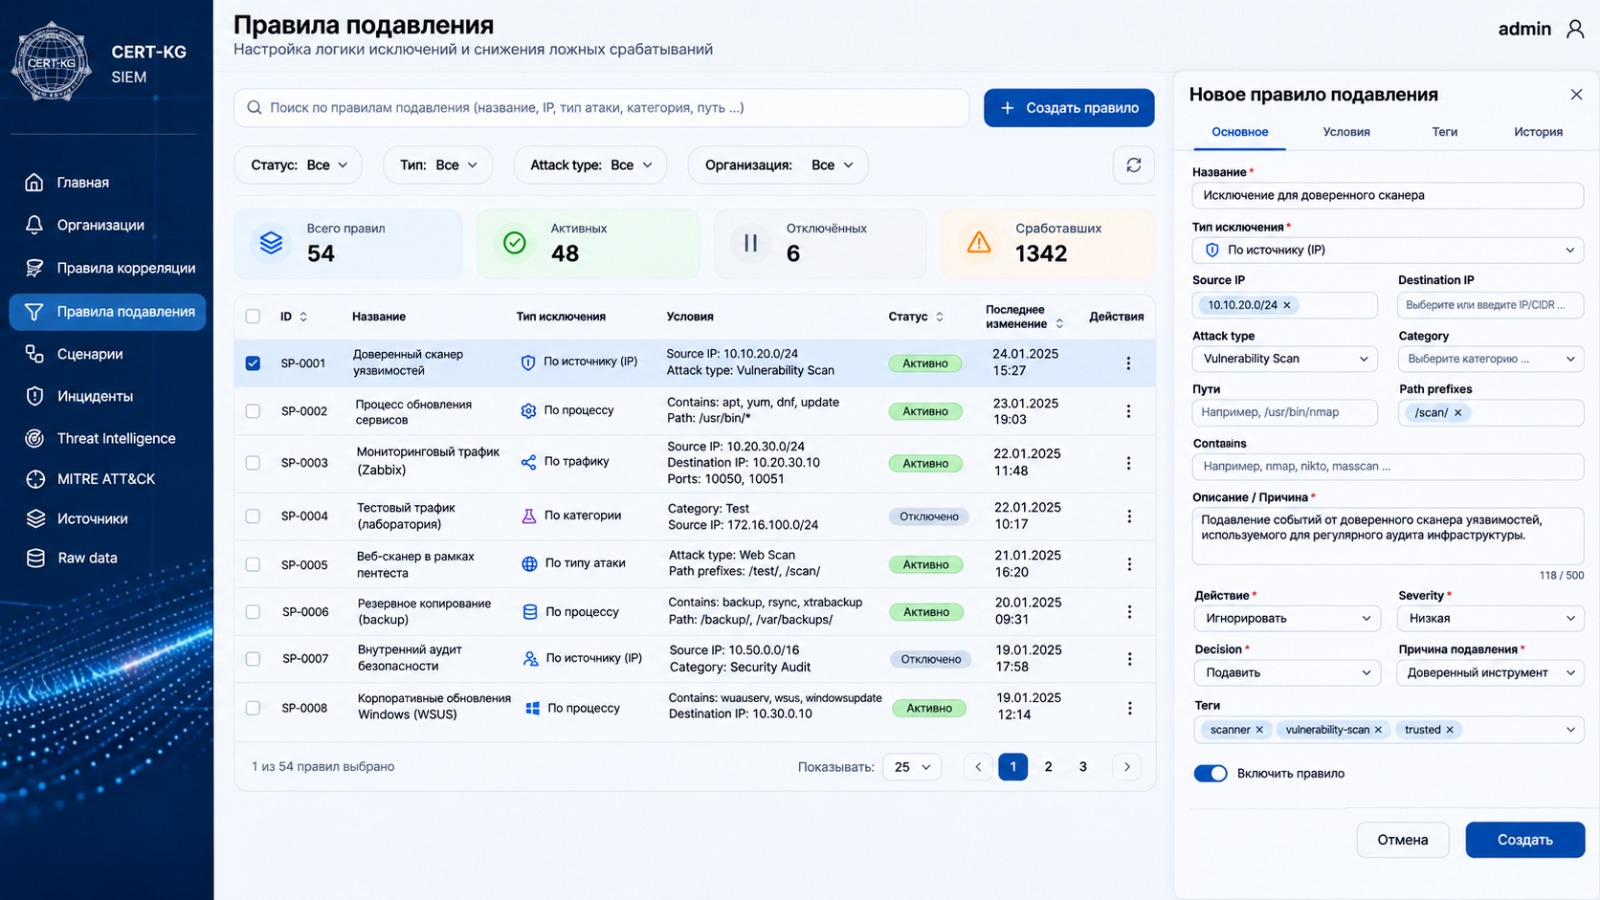 CERT-KG
CERT-KG
SIEM
Главная
Организации
Правила корреляции
Правила подавления
Сценарии
Инциденты
Threat Intelligence
MITRE ATT&CK
Источники
Raw data
Правила подавления
Настройка логики исключений и снижения ложных срабатываний
admin
Поиск по правилам подавления (название, IP, тип атаки, категория, путь ...)
Создать правило
Статус: Все
Тип: Все
Attack type: Все
Организация: Все
Всего правил
54
Активных
48
Отключённых
6
Сработавших
1342
ID Название Тип исключения Условия Статус Последнее изменение Действия
SP-0001
Доверенный сканер
уязвимостей
По источнику (IP)
Source IP: 10.10.20.0/24
Attack type: Vulnerability Scan
Активно
24.01.2025
15:27
SP-0002
Процесс обновления
сервисов
По процессу
Contains: apt, yum, dnf, update
Path: /usr/bin/*
Активно
23.01.2025
19:03
SP-0003
Мониторинговый трафик
(Zabbix)
По трафику
Source IP: 10.20.30.0/24
Destination IP: 10.20.30.10
Ports: 10050, 10051
Активно
22.01.2025
11:48
SP-0004
Тестовый трафик
(лаборатория)
По категории
Category: Test
Source IP: 172.16.100.0/24
Отключено
22.01.2025
10:17
SP-0005
Веб-сканер в рамках
пентеста
По типу атаки
Attack type: Web Scan
Path prefixes: /test/, /scan/
Активно
21.01.2025
16:20
SP-0006
Резервное копирование
(backup)
По процессу
Contains: backup, rsync, xtrabackup
Path: /backup/, /var/backups/
Активно
20.01.2025
09:31
SP-0007
Внутренний аудит
безопасности
По источнику (IP)
Source IP: 10.50.0.0/16
Category: Security Audit
Отключено
19.01.2025
17:58
SP-0008
Корпоративные обновления
Windows (WSUS)
По процессу
Contains: wuauserv, wsus, windowsupdate
Destination IP: 10.30.0.10
Активно
19.01.2025
12:14
1 из 54 правил выбрано
Показывать: 25
1 2 3
Новое правило подавления
Основное Условия Теги История
Название *
Исключение для доверенного сканера
Тип исключения *
По источнику (IP)
Source IP Destination IP
10.10.20.0/24 Выберите или введите IP/CIDR ...
Attack type Category
Vulnerability Scan Выберите категорию ...
Пути Path prefixes
Например, /usr/bin/nmap /scan/
Contains
Например, nmap, nikto, masscan ...
Описание / Причина *
Подавление событий от доверенного сканера уязвимостей,
используемого для регулярного аудита инфраструктуры.
118 / 500
Действие * Severity *
Игнорировать Низкая
Decision * Причина подавления *
Подавить Доверенный инструмент
Теги
scanner vulnerability-scan trusted
Включить правило
Отмена Создать